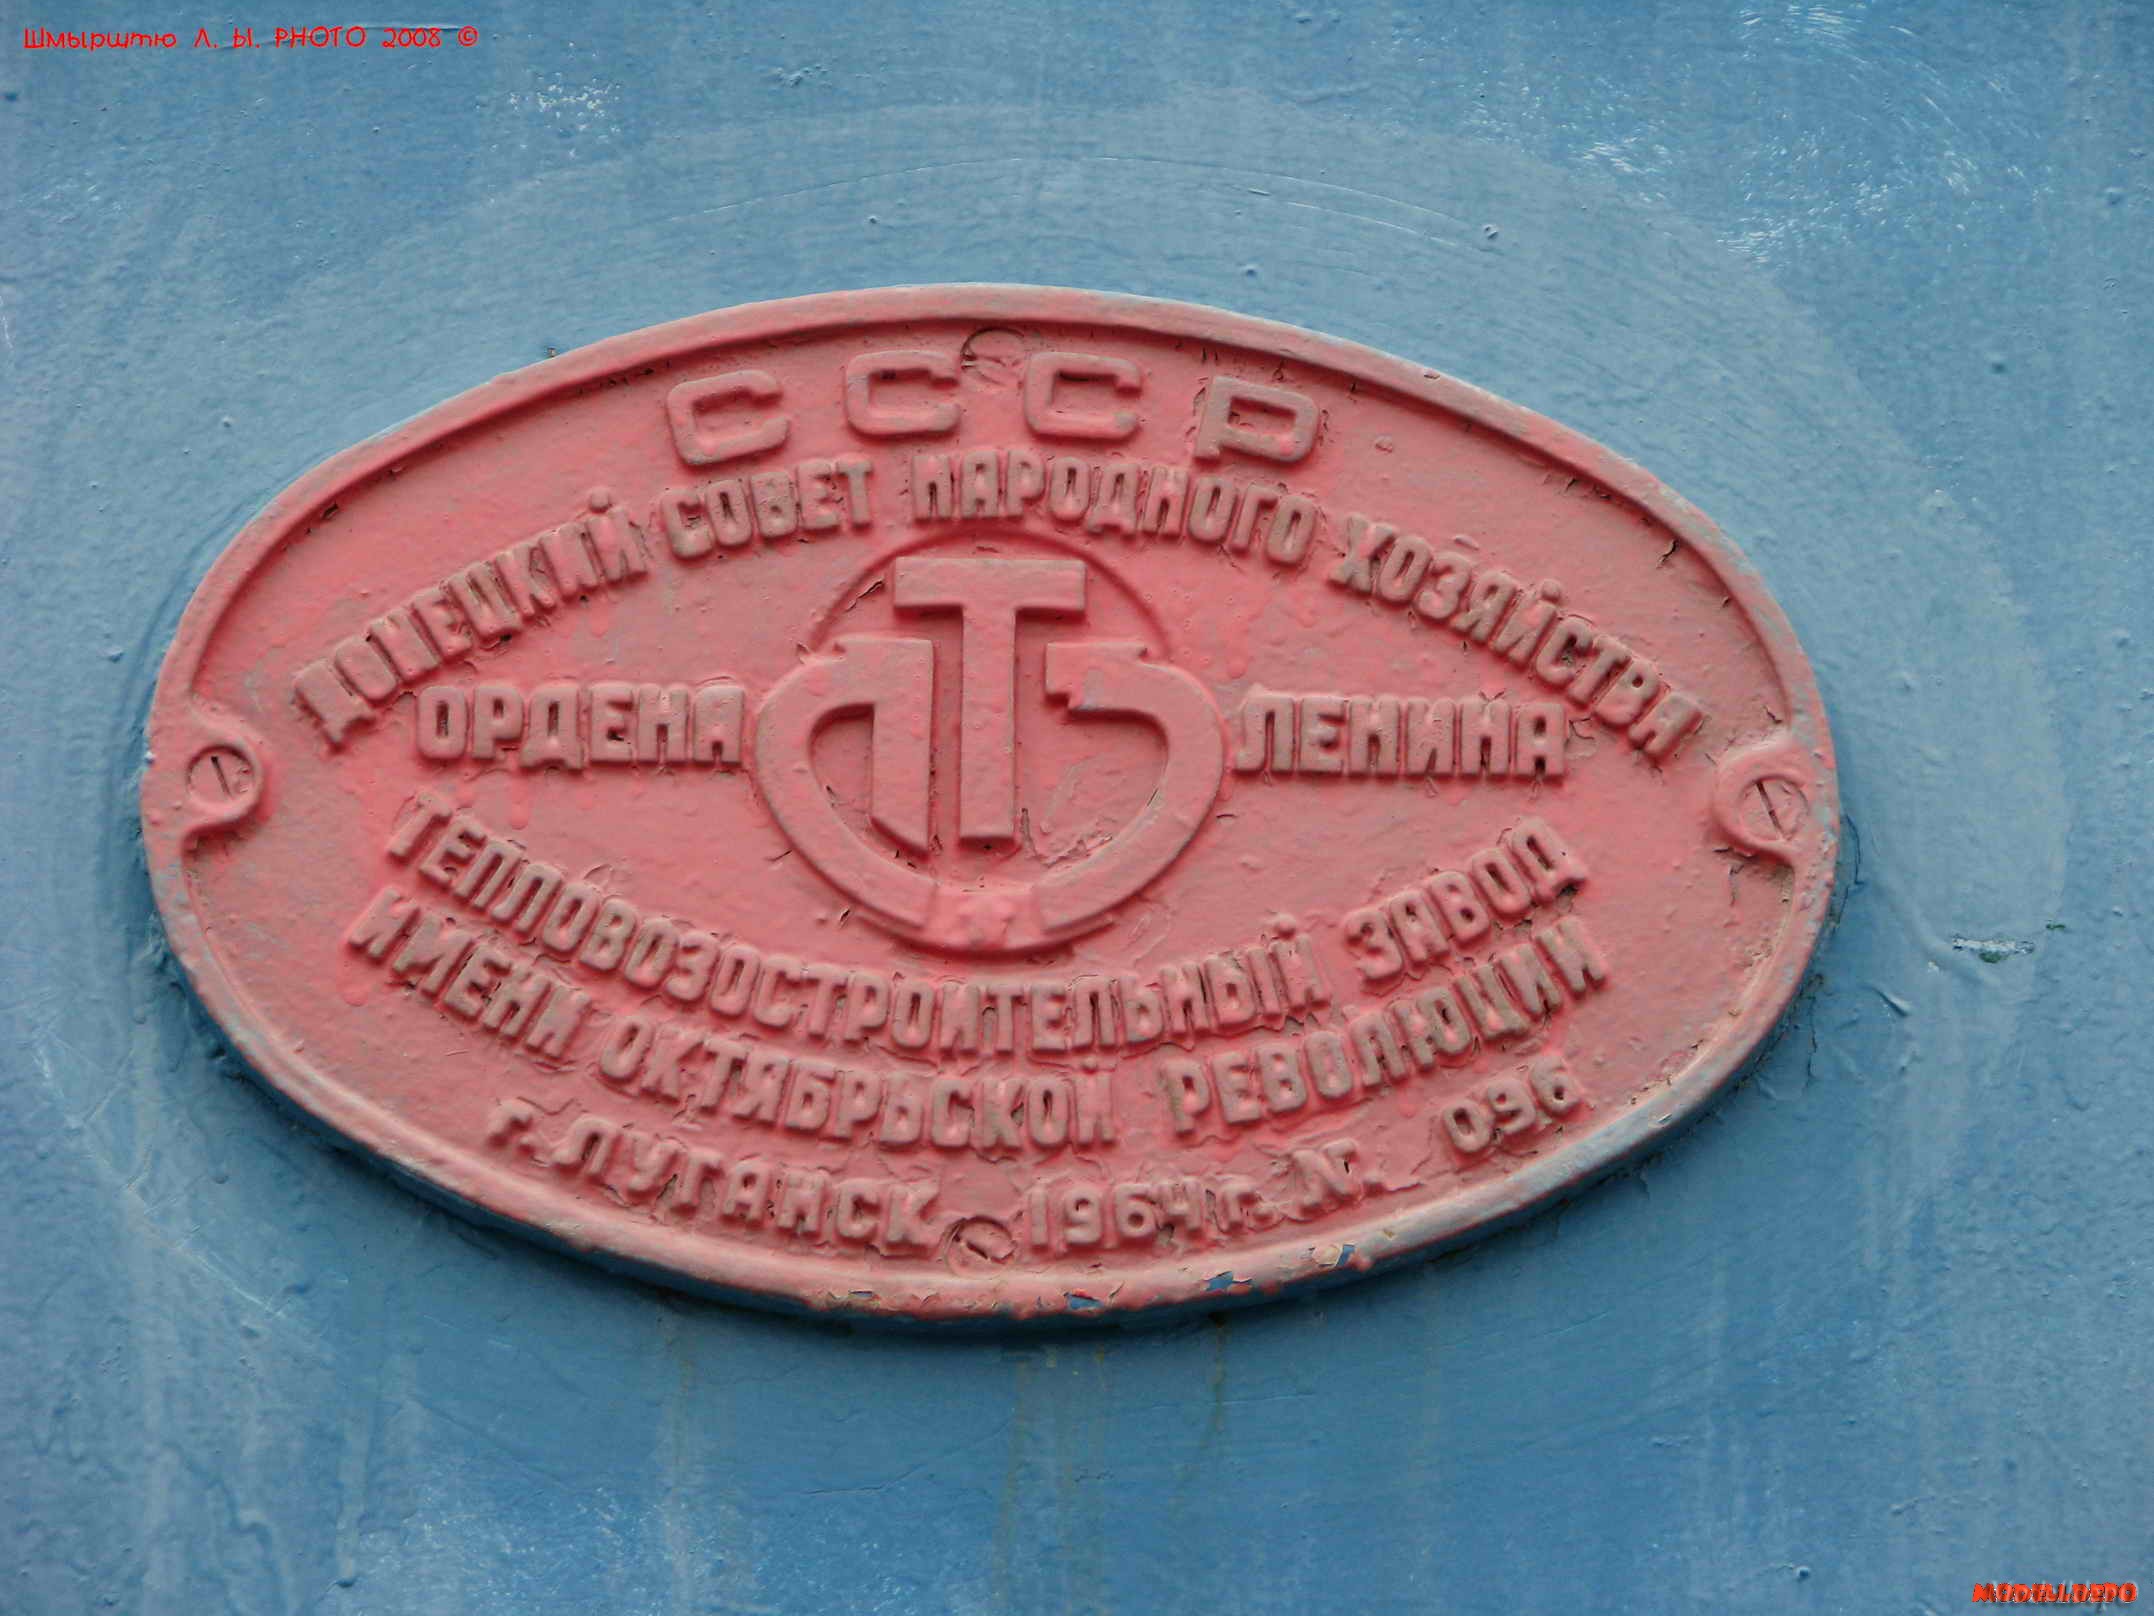 Шмырштю Л. Ы. PHOTO 2008 ©
СССР
ДОНЕЦКИЙ СОВЕТ НАРОДНОГО ХОЗЯЙСТВА
ЛТЗ
ОРДЕНА ЛЕНИНА
ТЕПЛОВОЗОСТРОИТЕЛЬНЫЙ ЗАВОД
ИМЕНИ ОКТЯБРЬСКОЙ РЕВОЛЮЦИИ
г. ЛУГАНСК 1964 г. №. 096